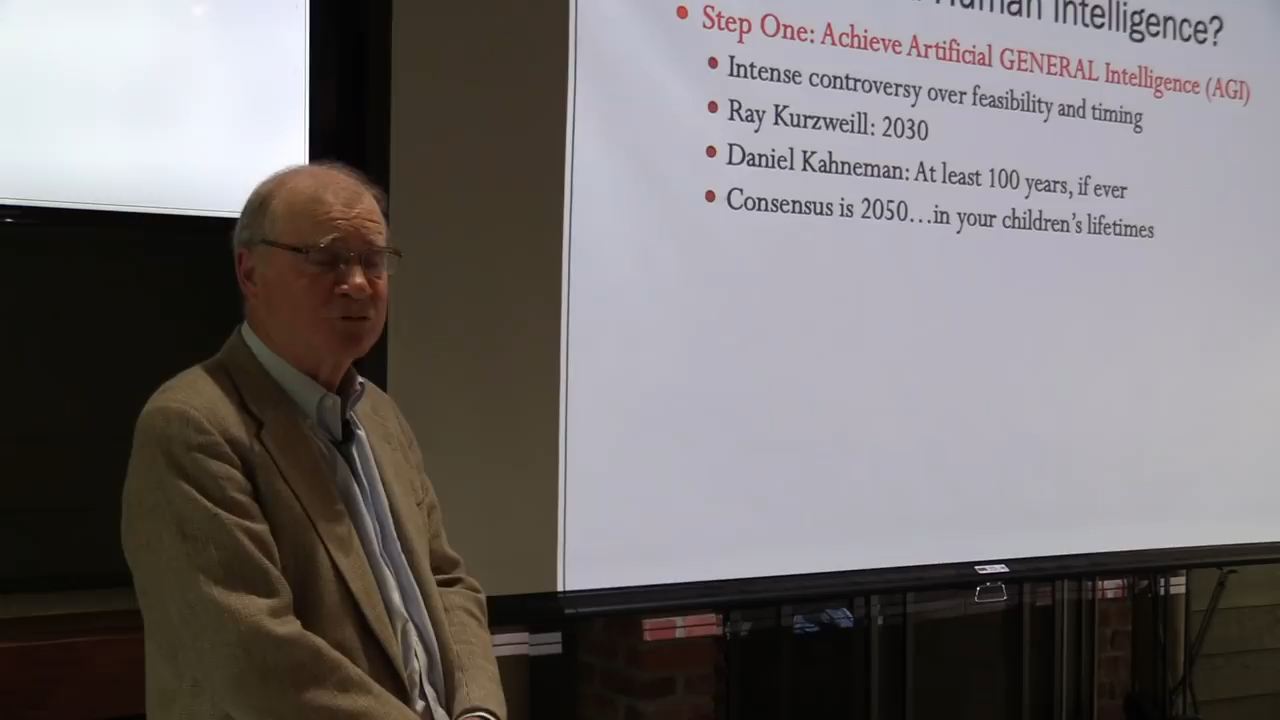 Human Intelligence?
• Step One: Achieve Artificial GENERAL Intelligence (AGI)
• Intense controversy over feasibility and timing
• Ray Kurzweill: 2030
• Daniel Kahneman: At least 100 years, if ever
• Consensus is 2050…in your children's lifetimes